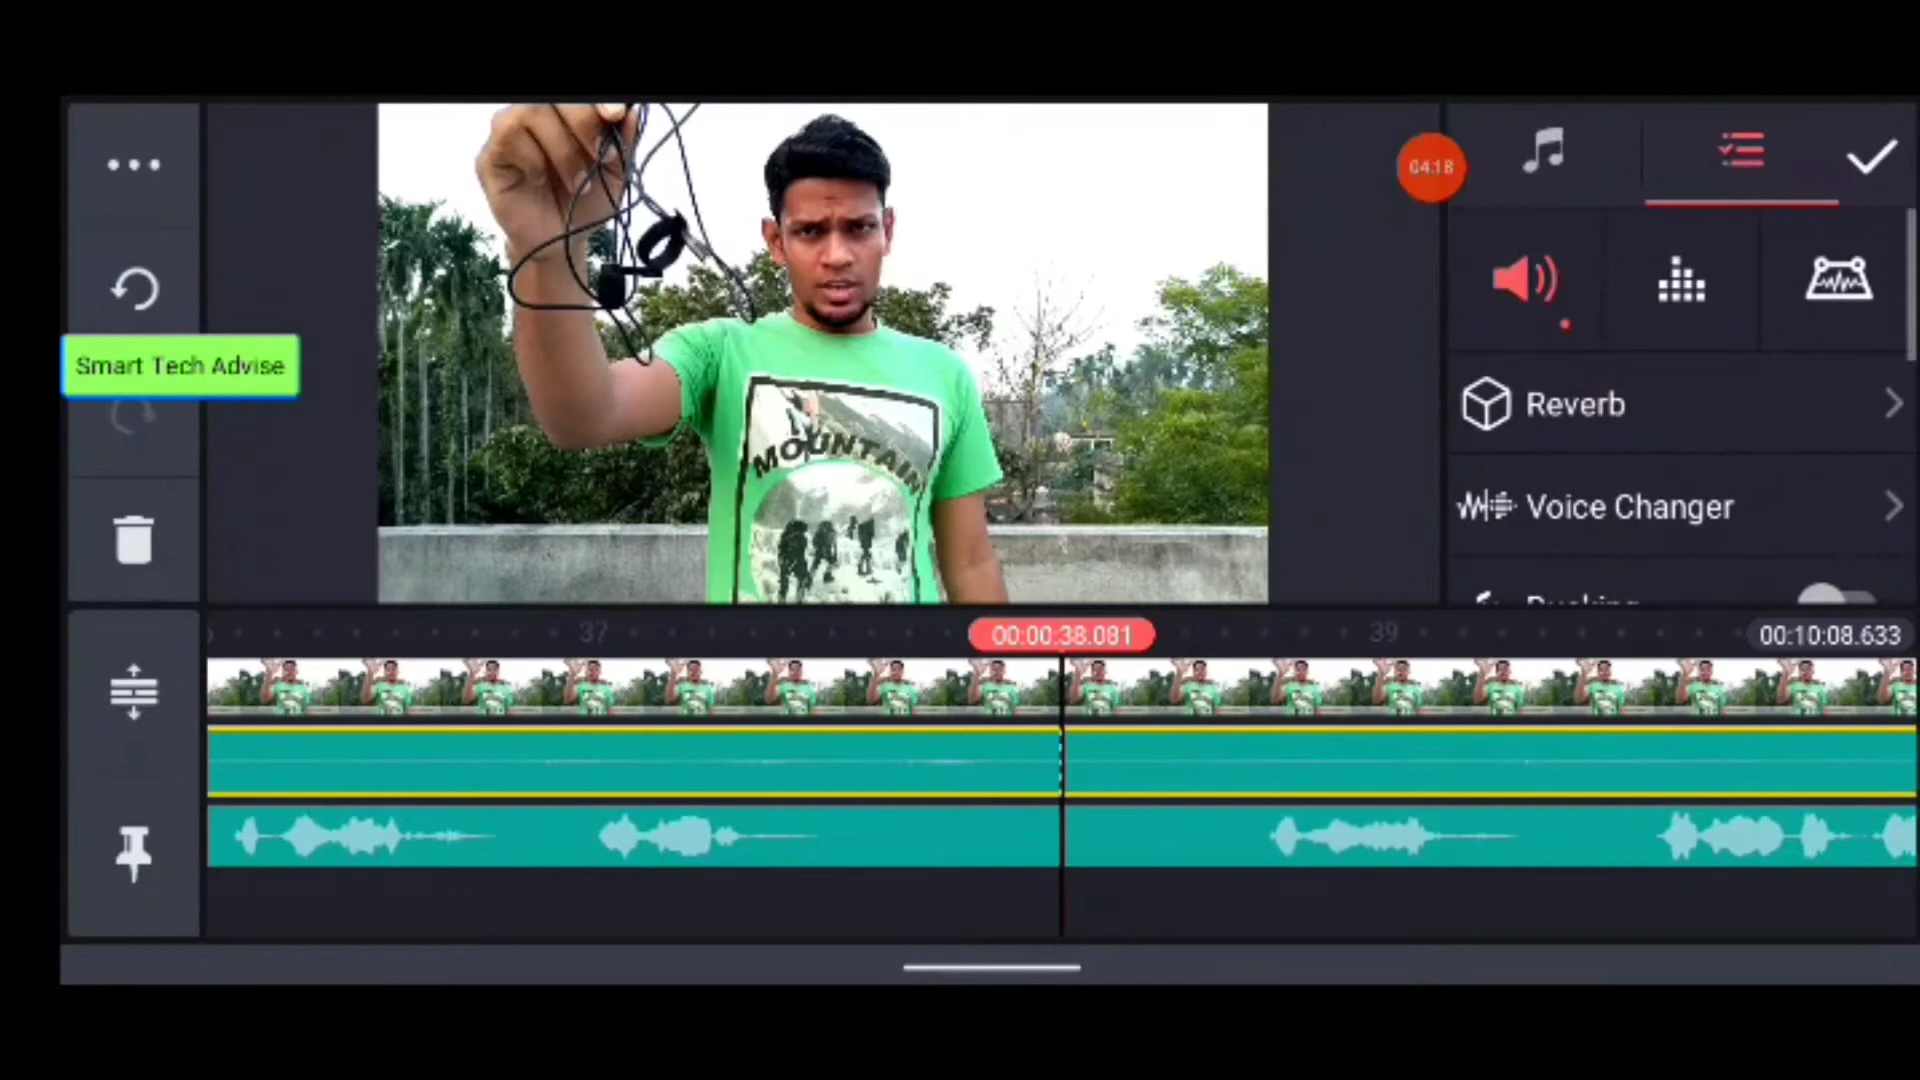 04:18
Smart Tech Advise
MOUNTAIN
Reverb
Voice Changer
Ducking
37
00:00:38.081
39
00:10:08.633